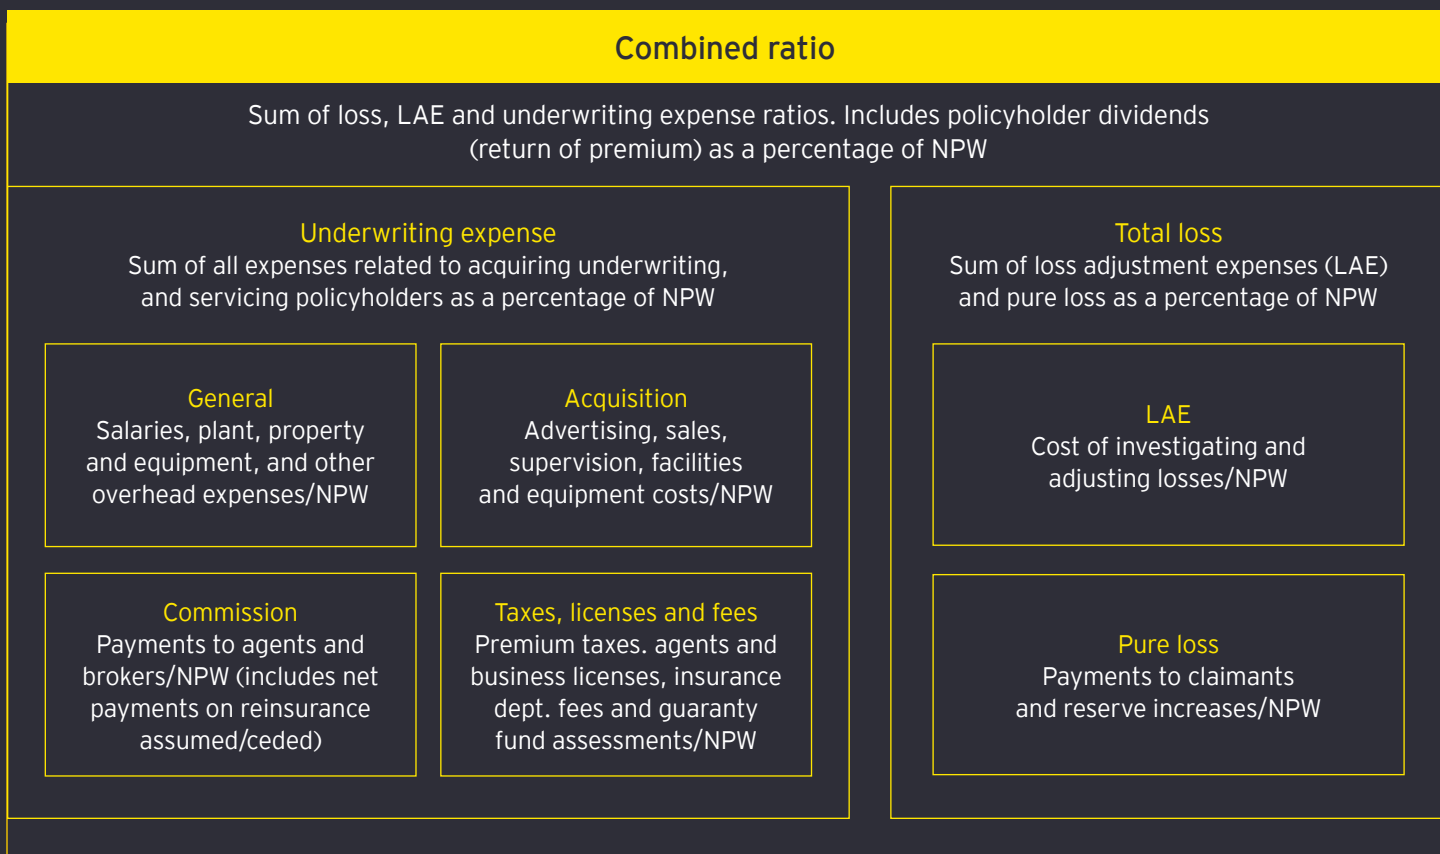 Combined ratio
Sum of loss, LAE and underwriting expense ratios. Includes policyholder dividends
(return of premium) as a percentage of NPW
Underwriting expense
Sum of all expenses related to acquiring underwriting,
and servicing policyholders as a percentage of NPW
General
Salaries, plant, property
and equipment, and other
overhead expenses/NPW
Acquisition
Advertising, sales,
supervision, facilities
and equipment costs/NPW
Commission
Payments to agents and
brokers/NPW (includes net
payments on reinsurance
assumed/ceded)
Taxes, licenses and fees
Premium taxes. agents and
business licenses, insurance
dept. fees and guaranty
fund assessments/NPW
Total loss
Sum of loss adjustment expenses (LAE)
and pure loss as a percentage of NPW
LAE
Cost of investigating and
adjusting losses/NPW
Pure loss
Payments to claimants
and reserve increases/NPW